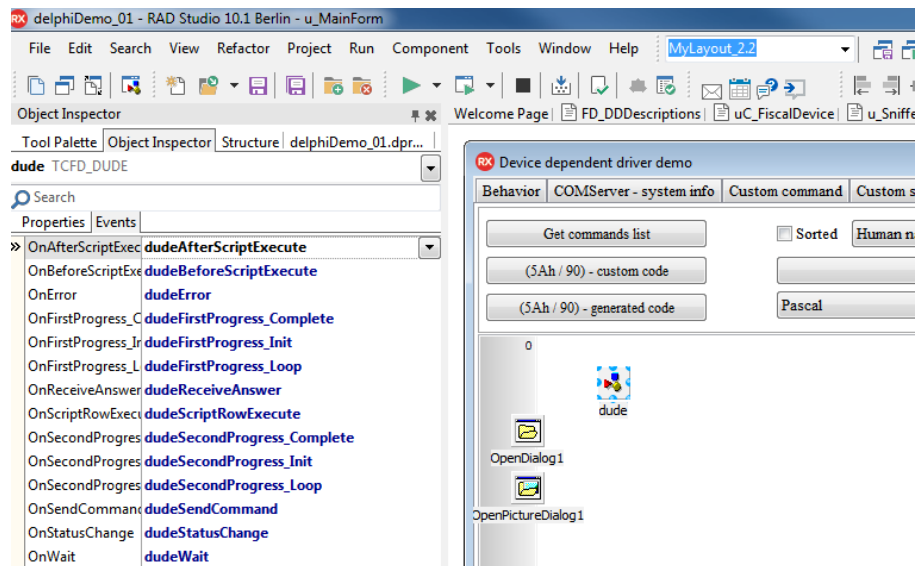 delphiDemo_01 - RAD Studio 10.1 Berlin - u_MainForm
File Edit Search View Refactor Project Run Component Tools Window Help MyLayout_2.2
Object Inspector
Welcome Page FD_DDDescriptions uC_FiscalDevice u_Sniffe
Tool Palette Object Inspector Structure delphiDemo_01.dpr...
dude TCFD_DUDE
Search
Properties Events
OnAfterScriptExec dudeAfterScriptExecute
OnBeforeScriptExe dudeBeforeScriptExecute
OnError dudeError
OnFirstProgress_C dudeFirstProgress_Complete
OnFirstProgress_Ir dudeFirstProgress_Init
OnFirstProgress_L dudeFirstProgress_Loop
OnReceiveAnswer dudeReceiveAnswer
OnScriptRowExecu dudeScriptRowExecute
OnSecondProgres dudeSecondProgress_Complete
OnSecondProgres dudeSecondProgress_Init
OnSecondProgres dudeSecondProgress_Loop
OnSendCommand dudeSendCommand
OnStatusChange dudeStatusChange
OnWait dudeWait
Device dependent driver demo
Behavior COMServer - system info Custom command Custom s
Get commands list Sorted Human n
(5Ah / 90) - custom code
(5Ah / 90) - generated code Pascal
0
dude
OpenDialog1
OpenPictureDialog1